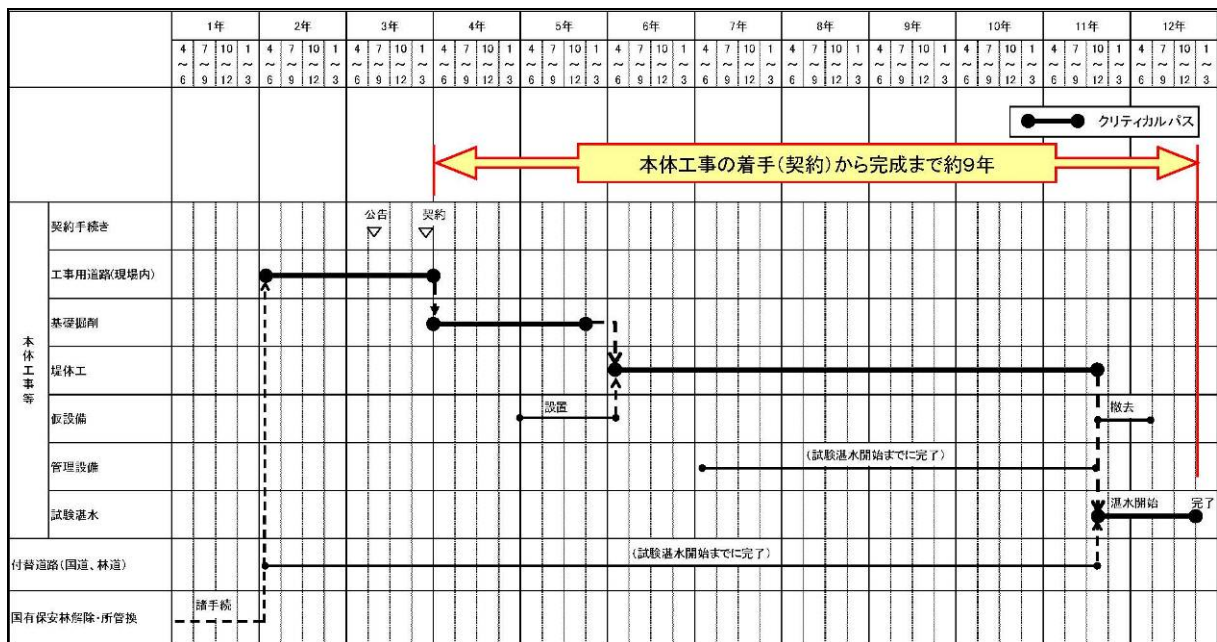 1年 2年 3年 4年 5年 6年 7年 8年 9年 10年 11年 12年
4～6 7～9 10～12 1～3 4～6 7～9 10～12 1～3 4～6 7～9 10～12 1～3 4～6 7～9 10～12 1～3 4～6 7～9 10～12 1～3 4～6 7～9 10～12 1～3 4～6 7～9 10～12 1～3 4～6 7～9 10～12 1～3 4～6 7～9 10～12 1～3 4～6 7～9 10～12 1～3 4～6 7～9 10～12 1～3 4～6 7～9 10～12 1～3
クリティカルパス
本体工事の着手(契約)から完成まで約9年
本体工事等
契約手続き 公告 契約
工事用道路(現場内)
基礎掘削
堤体工
仮設備 設置 撤去
管理設備 (試験湛水開始までに完了)
試験湛水 湛水開始 完了
付替道路(国道、林道) (試験湛水開始までに完了)
国有保安林解除・所管換 諸手続